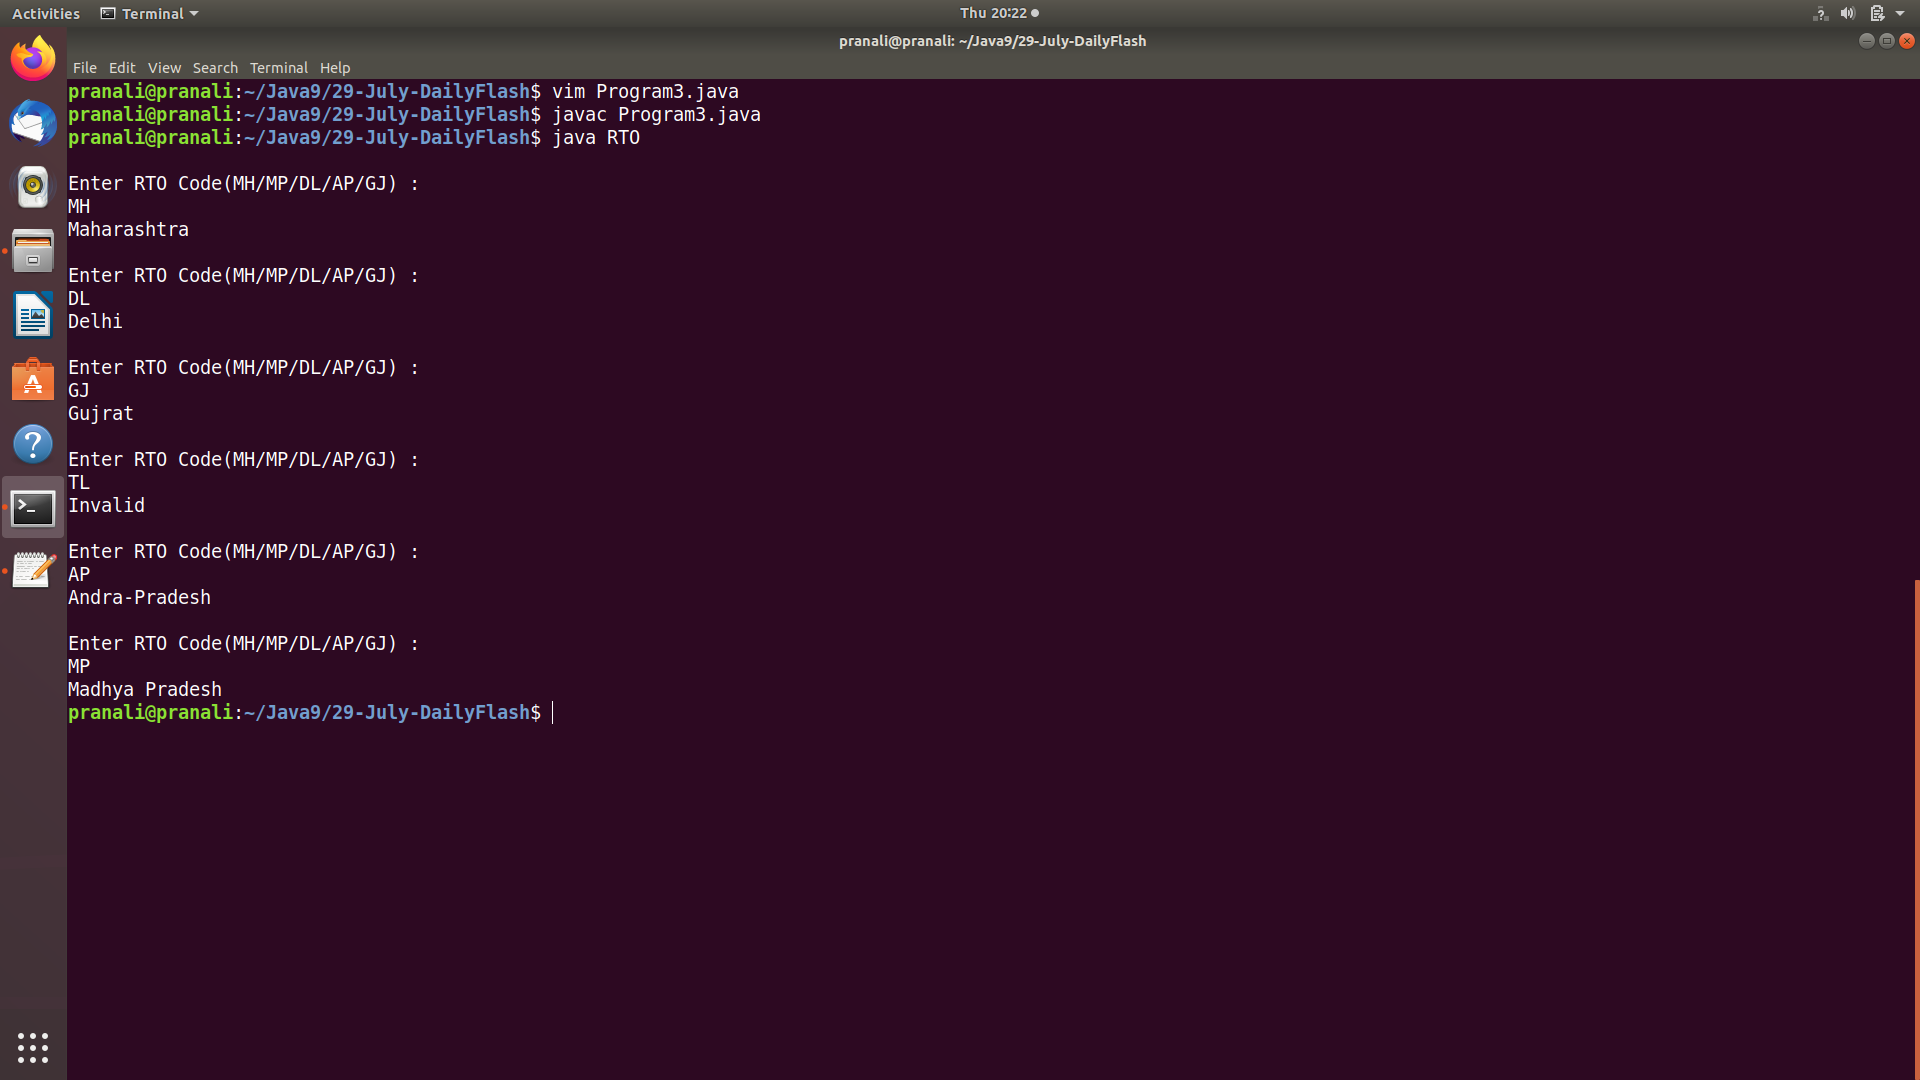 Activities Terminal Thu 20:22
pranali@pranali: ~/Java9/29-July-DailyFlash
File Edit View Search Terminal Help
pranali@pranali:~/Java9/29-July-DailyFlash$ vim Program3.java
pranali@pranali:~/Java9/29-July-DailyFlash$ javac Program3.java
pranali@pranali:~/Java9/29-July-DailyFlash$ java RTO
Enter RTO Code(MH/MP/DL/AP/GJ) :
MH
Maharashtra
Enter RTO Code(MH/MP/DL/AP/GJ) :
DL
Delhi
Enter RTO Code(MH/MP/DL/AP/GJ) :
GJ
Gujrat
Enter RTO Code(MH/MP/DL/AP/GJ) :
TL
Invalid
Enter RTO Code(MH/MP/DL/AP/GJ) :
AP
Andra-Pradesh
Enter RTO Code(MH/MP/DL/AP/GJ) :
MP
Madhya Pradesh
pranali@pranali:~/Java9/29-July-DailyFlash$